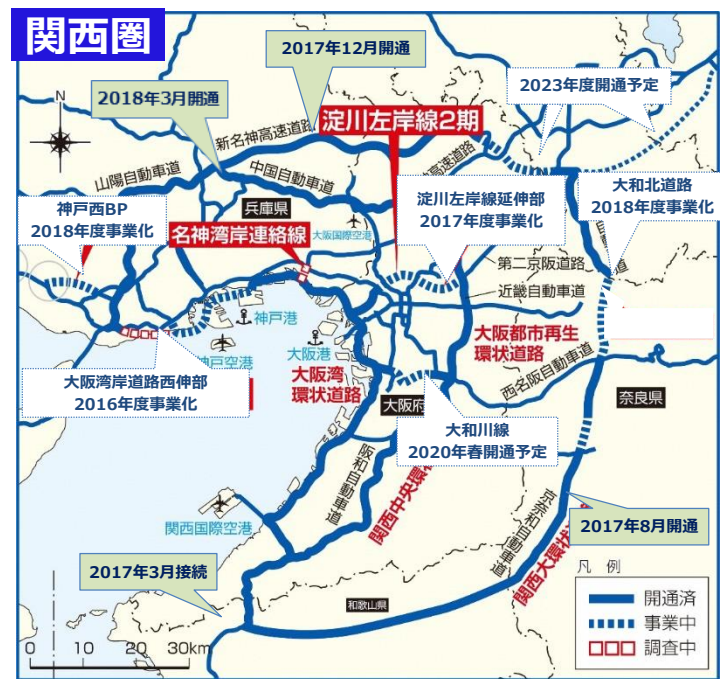 関西圏
2017年12月開通
2018年3月開通
2023年度開通予定
N
新名神高速道路
淀川左岸線2期
高速道路
山陽自動車道
中国自動車道
神戸西BP
2018年度事業化
兵庫県
大阪国際空港
淀川左岸線延伸部
2017年度事業化
大和北道路
2018年度事業化
名神湾岸連絡線
第二京阪道路
近畿自動車道
神戸港
神戸空港
大阪港
大阪都市再生
環状道路
大阪湾
環状道路
西名阪自動車道
大阪湾岸道路西伸部
2016年度事業化
大阪府
奈良県
大和川線
2020年春開通予定
阪和自動車道
関西中央環状
京奈和自動車道
関西大環状道路
関西国際空港
2017年8月開通
2017年3月接続
和歌山県
凡 例
開通済
事業中
調査中
0 10 20 30km